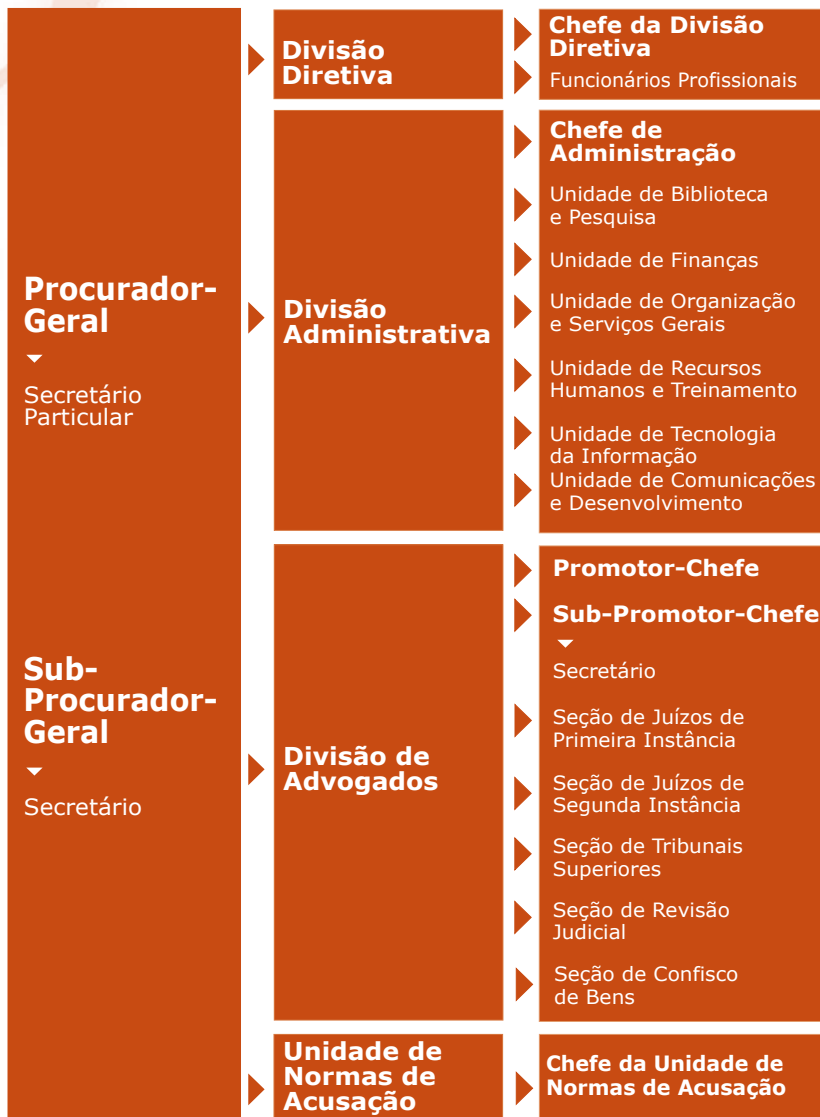 Procurador-
Geral
Secretário
Particular
Sub-
Procurador-
Geral
Secretário
Divisão
Diretiva
Chefe da Divisão
Diretiva
Funcionários Profissionais
Divisão
Administrativa
Chefe de
Administração
Unidade de Biblioteca
e Pesquisa
Unidade de Finanças
Unidade de Organização
e Serviços Gerais
Unidade de Recursos
Humanos e Treinamento
Unidade de Tecnologia
da Informação
Unidade de Comunicações
e Desenvolvimento
Divisão de
Advogados
Promotor-Chefe
Sub-Promotor-Chefe
Secretário
Seção de Juízos de
Primeira Instância
Seção de Juízos de
Segunda Instância
Seção de Tribunais
Superiores
Seção de Revisão
Judicial
Seção de Confisco
de Bens
Unidade de
Normas de
Acusação
Chefe da Unidade de
Normas de Acusação